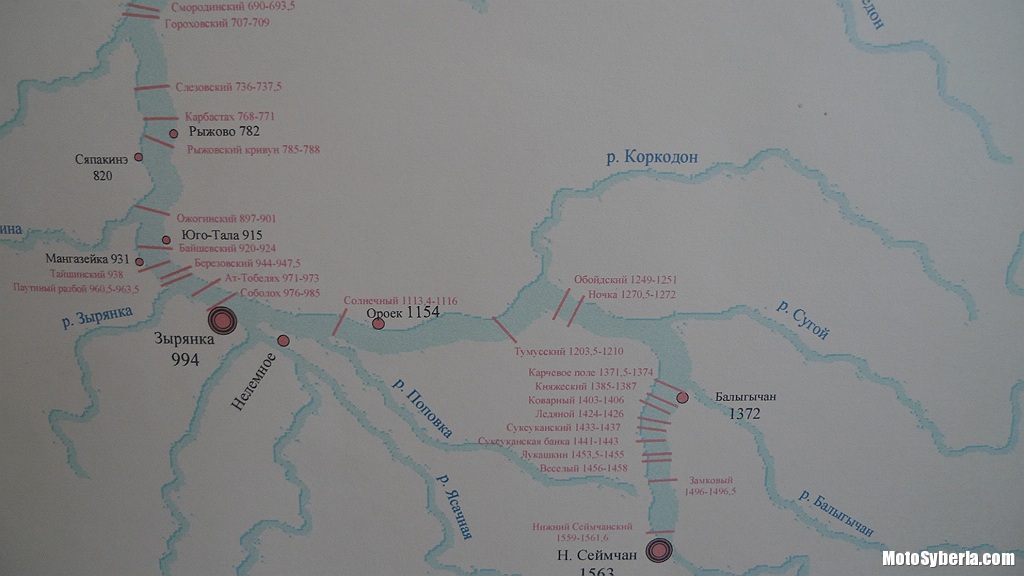 Смородинский 690-693,5
Гороховский 707-709
Слезовский 736-737,5
Карбастах 768-771
Рыжово 782
Рыжовский кривун 785-788
Сяпакинэ
820
Ожогинский 897-901
ина
Юго-Тала 915
Байшевский 920-924
Мангазейка 931
Березовский 944-947,5
Тайшинский 938
Ат-Тобелях 971-973
Паутиный разбой 960,5-963,5
Соболох 976-985
р. Зырянка
Зырянка
994
Нелемное
Солнечный 1113,4-1116
Ороек 1154
р. Коркодон
едон
Обойдский 1249-1251
Ночка 1270,5-1272
р. Сугой
Тумусский 1203,5-1210
Карчевое поле 1371,5-1374
Княжеский 1385-1387
Коварный 1403-1406
Ледяной 1424-1426
Суксуканский 1433-1437
Суксуканская банка 1441-1443
Лукашкин 1453,5-1455
Веселый 1456-1458
Балыгычан
1372
р. Поповка
р. Ясачная
Замковый
1496-1496,5
р. Балыгычан
Нижний Сеймчанский
1559-1561,6
Н. Сеймчан
1563
MotoSyberia.com